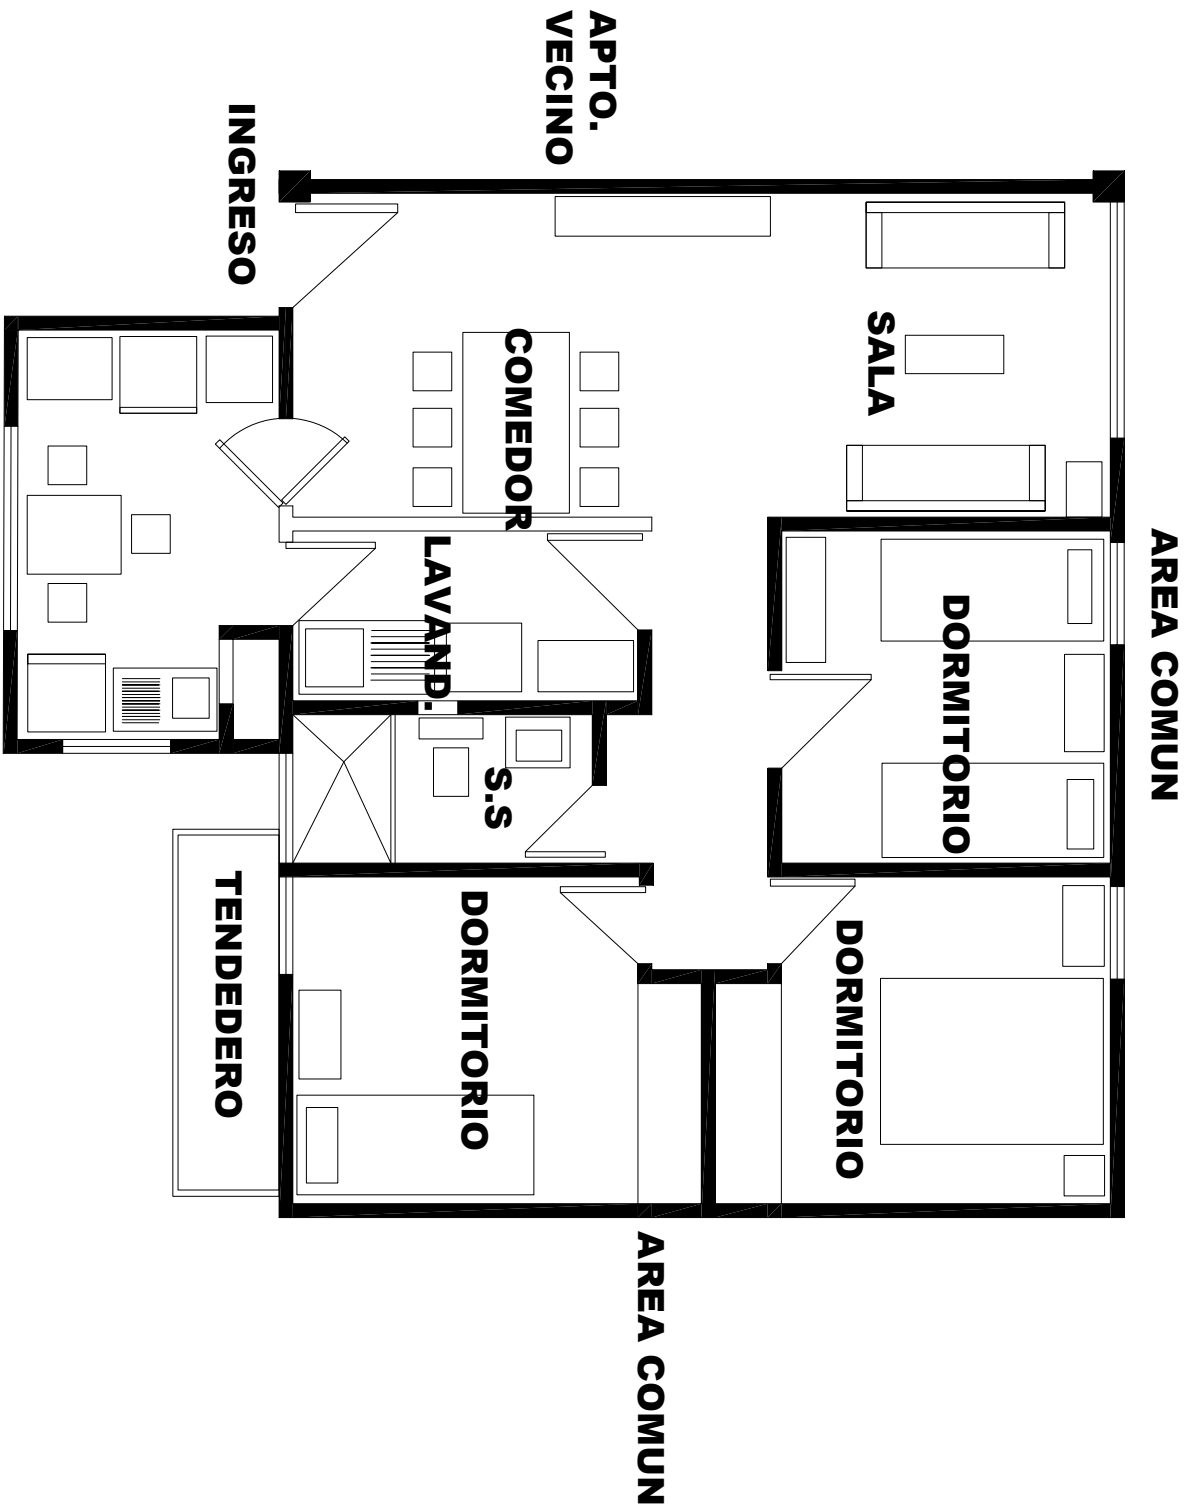 AREA COMUN
DORMITORIO
SALA
DORMITORIO
AREA COMUN
APTO.
VECINO
COMEDOR
S.S
DORMITORIO
LAVAND.
INGRESO
TENDEDERO